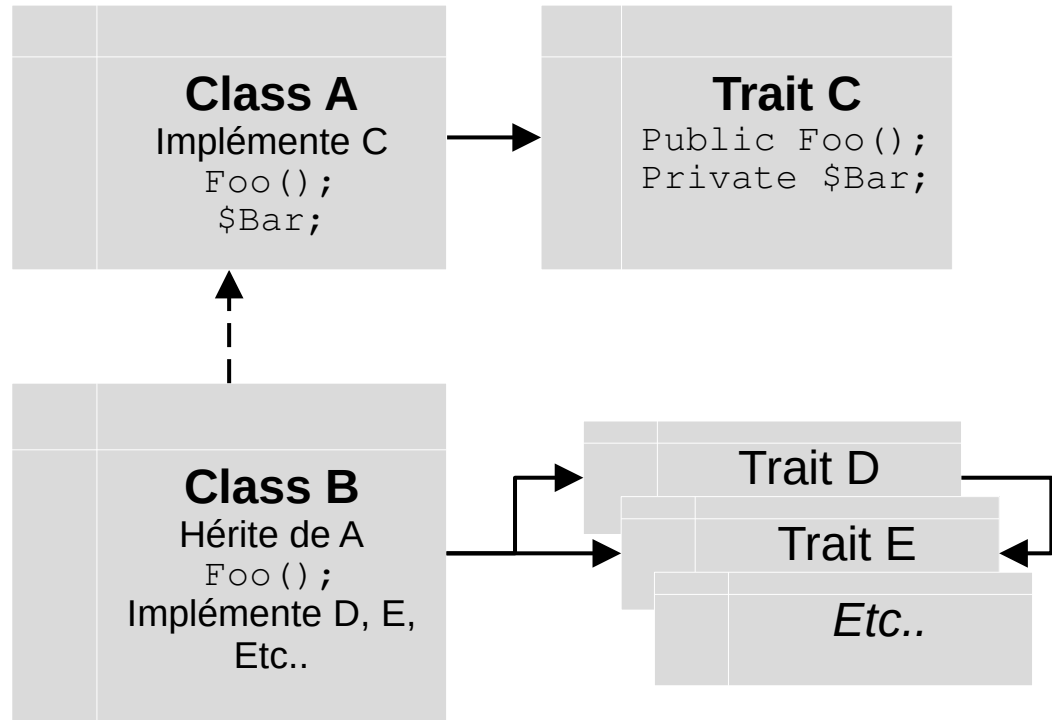 Class A
Implémente C
Foo();
$Bar;
Trait C
Public Foo();
Private $Bar;
Class B
Hérite de A
Foo();
Implémente D, E,
Etc..
Trait D
Trait E
Etc..